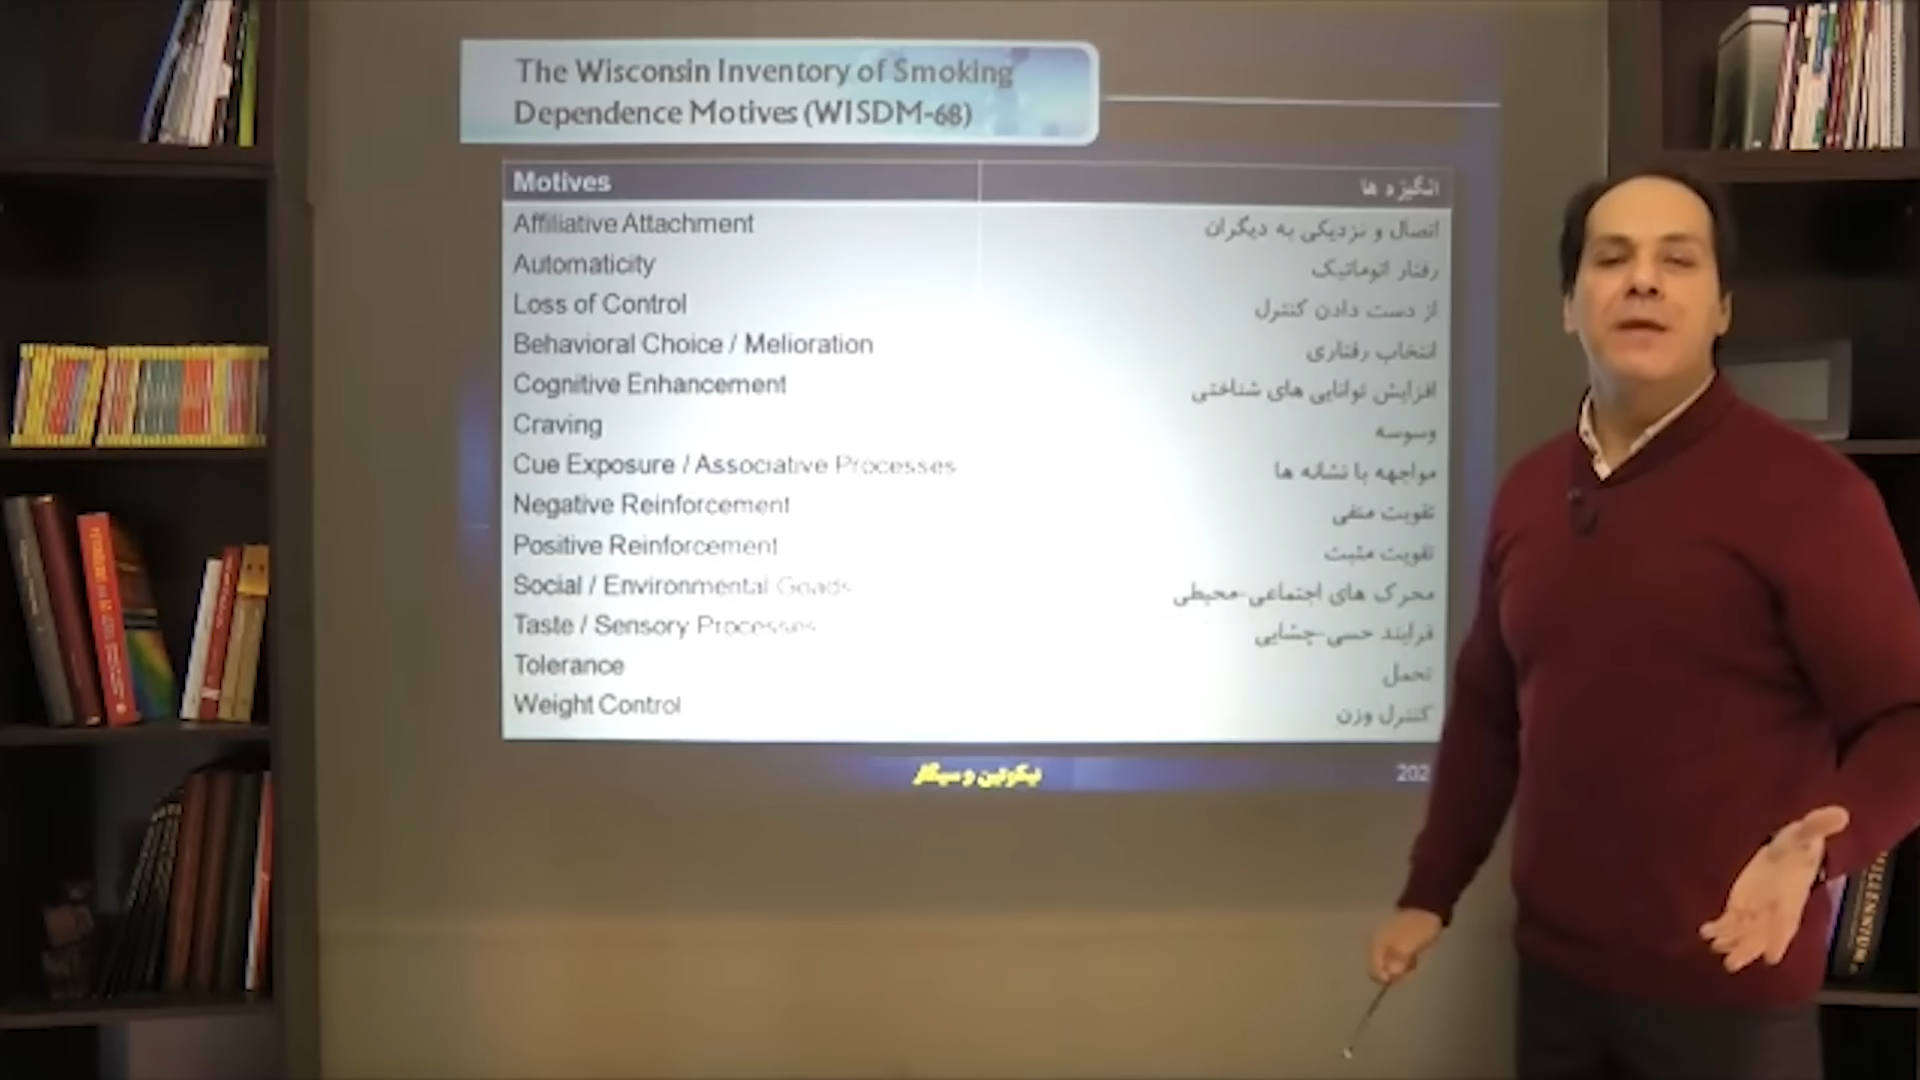 The Wisconsin Inventory of Smoking
Dependence Motives (WISDM-68)
Motives انگیزه ها
Affiliative Attachment اتصال و نزدیکی به دیگران
Automaticity رفتار اتوماتیک
Loss of Control از دست دادن کنترل
Behavioral Choice / Melioration انتخاب رفتاری
Cognitive Enhancement افزایش توانایی های شناختی
Craving وسوسه
Cue Exposure / Associative Processes مواجهه با نشانه ها
Negative Reinforcement تقویت منفی
Positive Reinforcement تقویت مثبت
Social / Environmental Goads محرک های اجتماعی-محیطی
Taste / Sensory Processes فرایند حسی-چشایی
Tolerance تحمل
Weight Control کنترل وزن
نیکوتین و سیگار
202